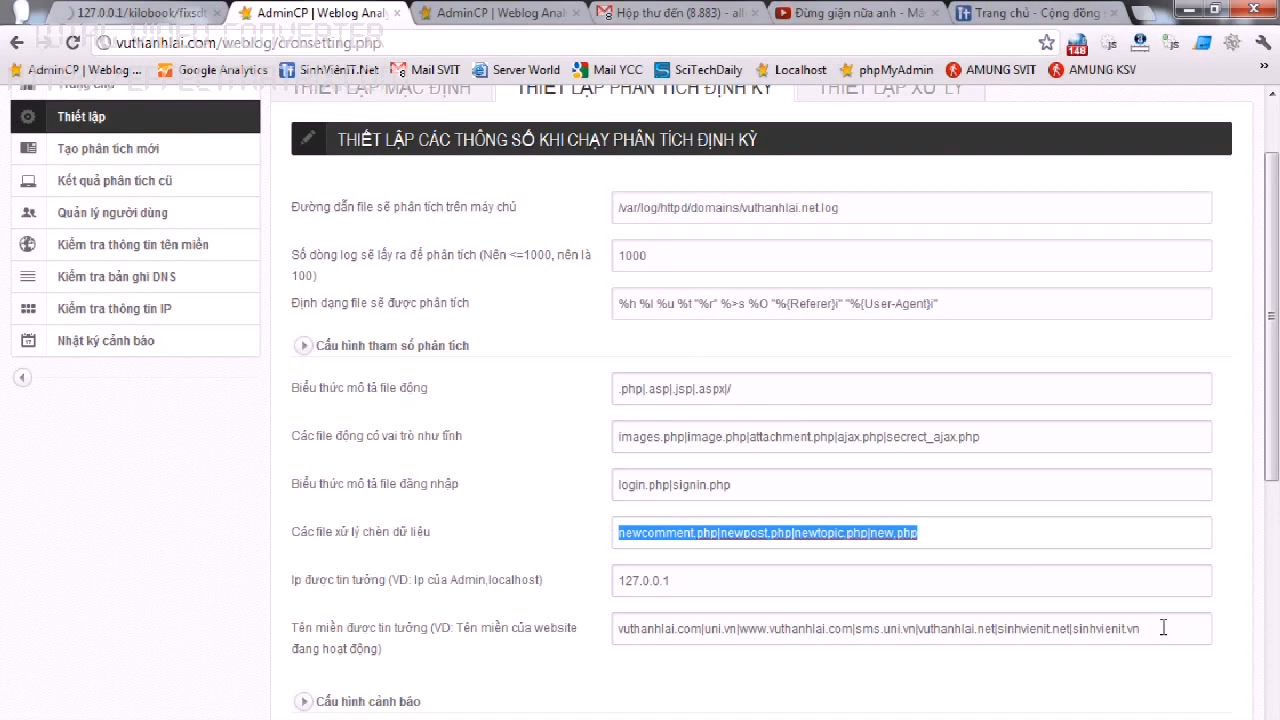 127.0.0.1/kilobook/fixsdt
AdminCP | Weblog Analy
AdminCP | Weblog Anal
Hộp thư đến (8.883) - all
Đừng giận nữa anh - Mă
Trang chủ - Cộng đồng
vuthanhlai.com/weblog/cronsetting.php
148
AdminCP | Weblog ...
Google Analytics
SinhViênIT.Net
Mail SVIT
Server World
Mail YCC
SciTechDaily
Localhost
phpMyAdmin
AMUNG SVIT
AMUNG KSV
»
Trang chủ
THIẾT LẬP MẶC ĐỊNH
THIẾT LẬP PHÂN TÍCH ĐỊNH KỲ
THIẾT LẬP XỬ LÝ
Thiết lập
Tạo phân tích mới
Kết quả phân tích cũ
Quản lý người dùng
Kiểm tra thông tin tên miền
Kiểm tra bản ghi DNS
Kiểm tra thông tin IP
Nhật ký cảnh báo
THIẾT LẬP CÁC THÔNG SỐ KHI CHẠY PHÂN TÍCH ĐỊNH KỲ
Đường dẫn file sẽ phân tích trên máy chủ
/var/log/httpd/domains/vuthanhlai.net.log
Số dòng log sẽ lấy ra để phân tích (Nên <=1000, nên là
100)
1000
Định dạng file sẽ được phân tích
%h %l %u %t "%r" %>s %O "%{Referer}i" "%{User-Agent}i"
Cấu hình tham số phân tích
Biểu thức mô tả file động
.php|.asp|.jsp|.aspx|/
Các file động có vai trò như tĩnh
images.php|image.php|attachment.php|ajax.php|secrect_ajax.php
Biểu thức mô tả file đăng nhập
login.php|signin.php
Các file xử lý chèn dữ liệu
newcomment.php|newpost.php|newtopic.php|new.php
Ip được tin tưởng (VD: Ip của Admin,localhost)
127.0.0.1
Tên miền được tin tưởng (VD: Tên miền của website
đang hoạt động)
vuthanhlai.com|uni.vn|www.vuthanhlai.com|sms.uni.vn|vuthanhlai.net|sinhvienit.net|sinhvienit.vn
Cấu hình cảnh báo